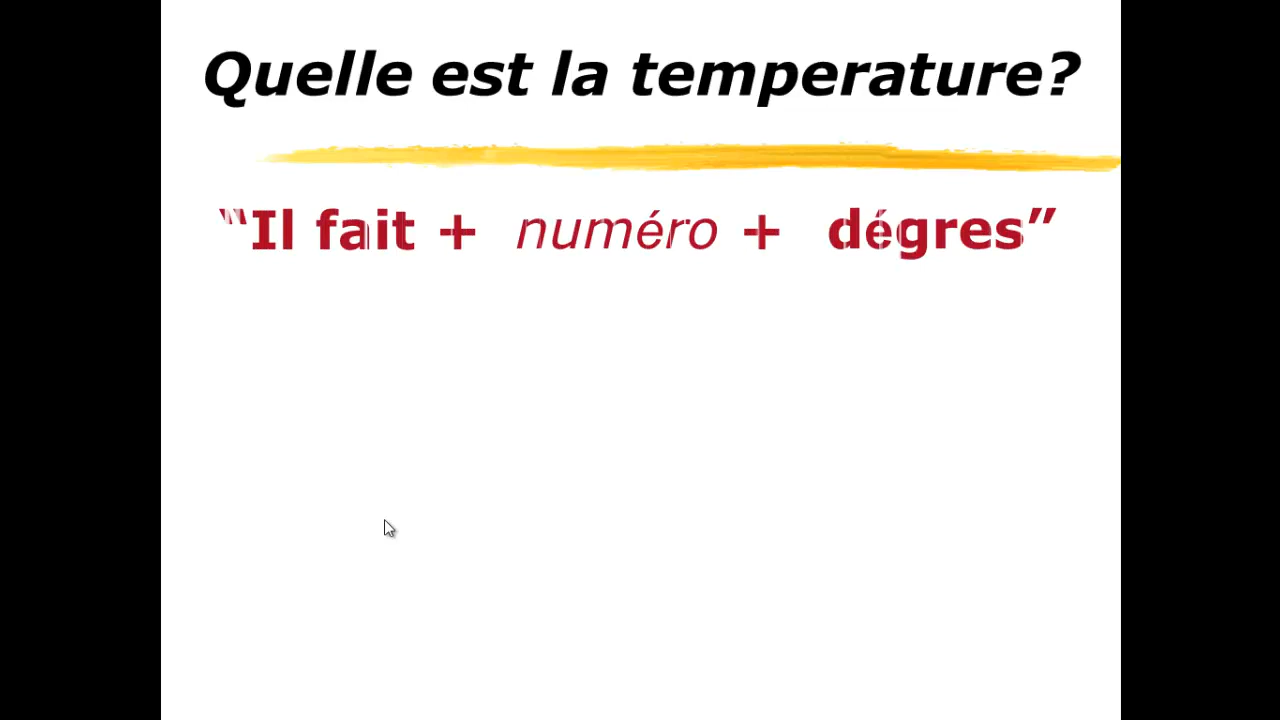 Quelle est la temperature?
“Il fait + numéro + dégres”